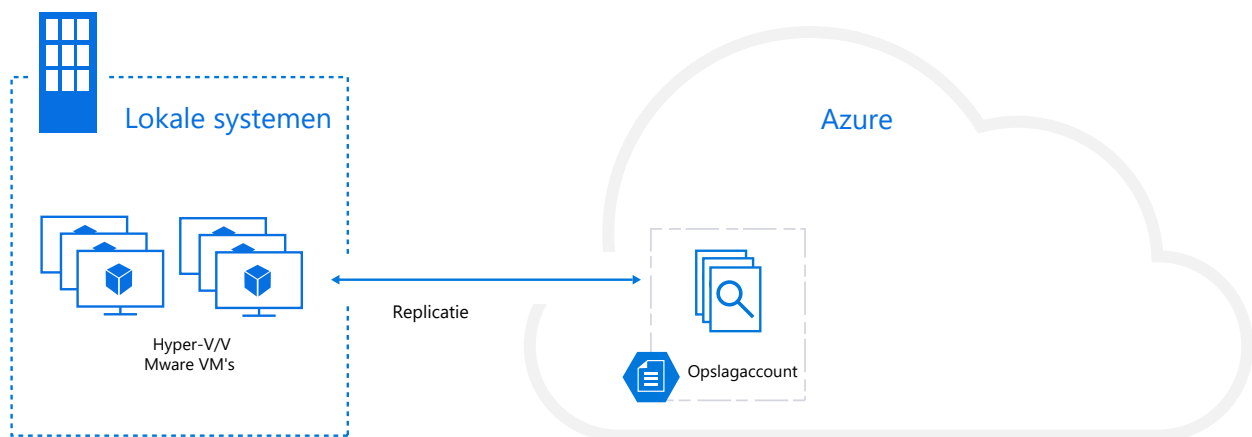 Lokale systemen
Azure
Replicatie
Hyper-V/V
Mware VM's
Opslagaccount